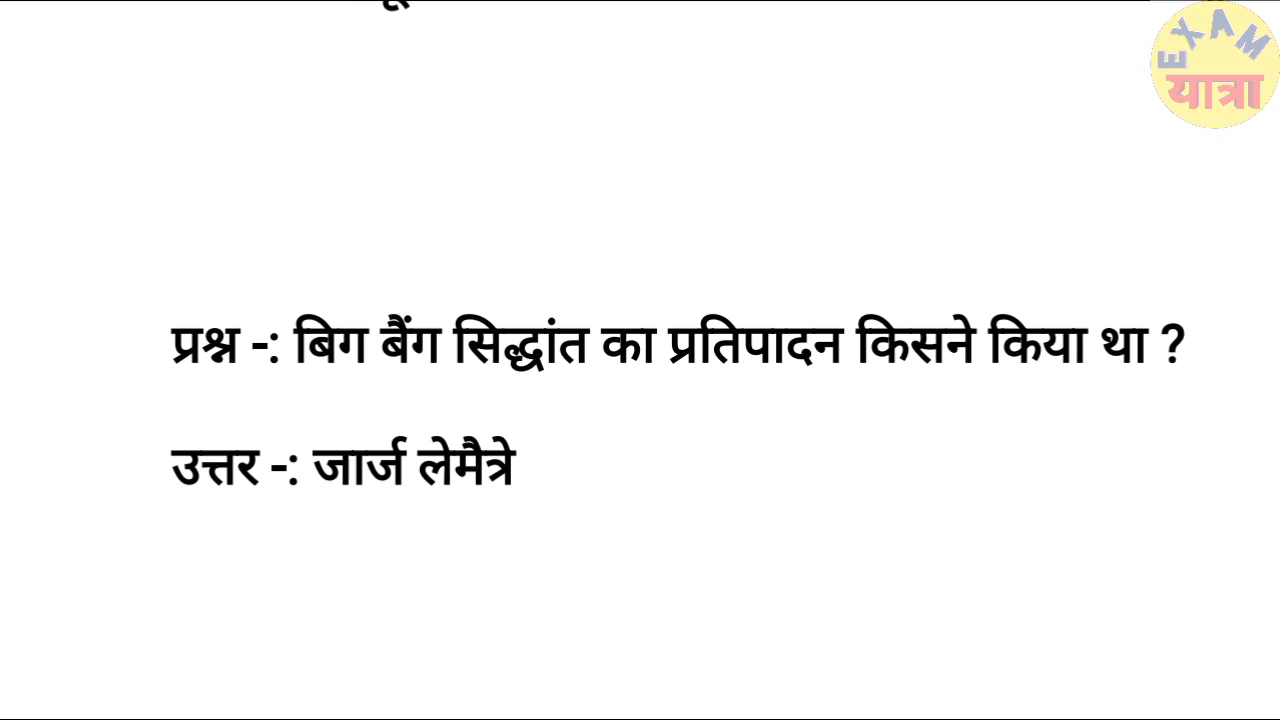 EXAM
यात्रा
प्रश्न -: बिग बैंग सिद्धांत का प्रतिपादन किसने किया था ?
उत्तर -: जार्ज लेमैत्रे